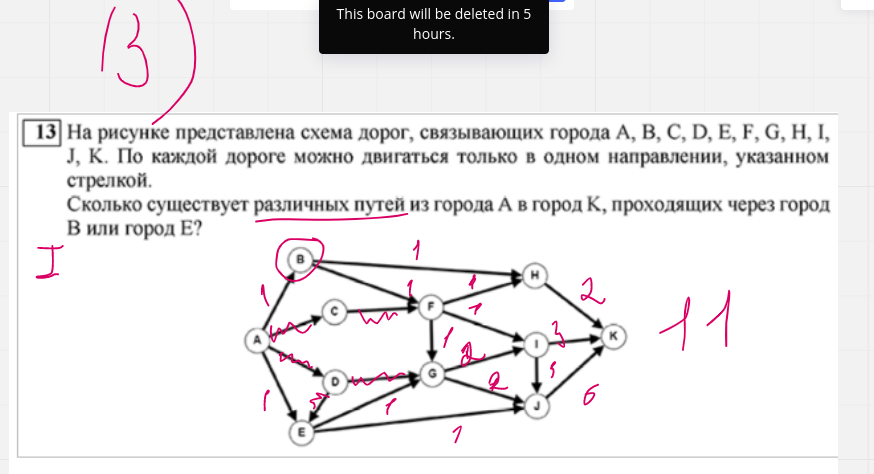 This board will be deleted in 5
hours.
В)
13 На рисунке представлена схема дорог, связывающих города A, B, C, D, E, F, G, H, I,
J, K. По каждой дороге можно двигаться только в одном направлении, указанном
стрелкой.
Сколько существует различных путей из города A в город K, проходящих через город
B или город E?
I
B 1 H
1 1 1 2
C F 1 11
A 1 I 3 K
2
D G 2 5 6
1 1 J
E 1